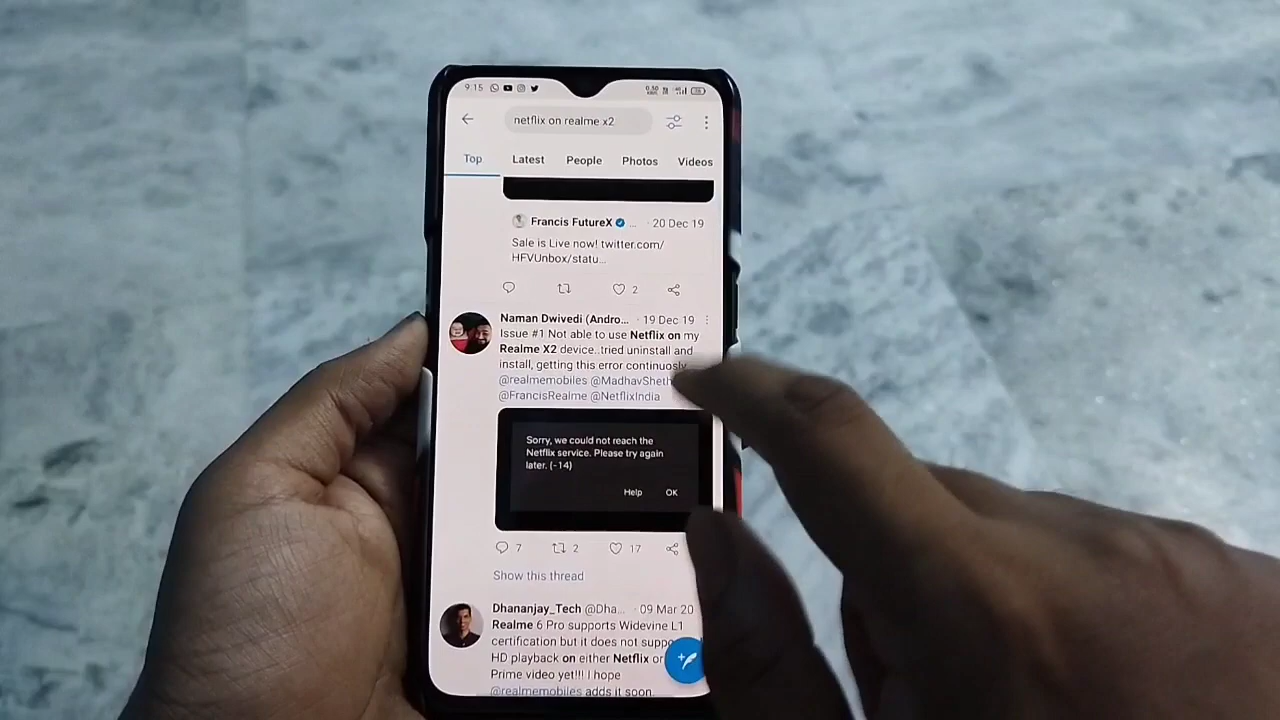 9:15
netflix on realme x2
Top Latest People Photos Videos
Francis FutureX ... · 20 Dec 19
Sale is Live now! twitter.com/
HFVUnbox/statu...
2
Naman Dwivedi (Andro... · 19 Dec 19
Issue #1 Not able to use Netflix on my
Realme X2 device..tried uninstall and
install, getting this error continuosly
@realmemobiles @MadhavSheth
@FrancisRealme @NetflixIndia
Sorry, we could not reach the
Netflix service. Please try again
later. (-14)
Help OK
7 2 17
Show this thread
Dhananjay_Tech @Dha... · 09 Mar 20
Realme 6 Pro supports Widevine L1
certification but it does not suppo
HD playback on either Netflix or
Prime video yet!!! I hope
@realmemobiles adds it soon.